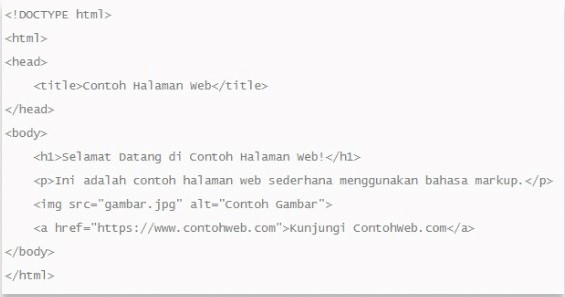 <!DOCTYPE html>
<html>
<head>
    <title>Contoh Halaman Web</title>
</head>
<body>
    <h1>Selamat Datang di Contoh Halaman Web!</h1>
    <p>Ini adalah contoh halaman web sederhana menggunakan bahasa markup.</p>
    <img src="gambar.jpg" alt="Contoh Gambar">
    <a href="https://www.contohweb.com">Kunjungi ContohWeb.com</a>
</body>
</html>